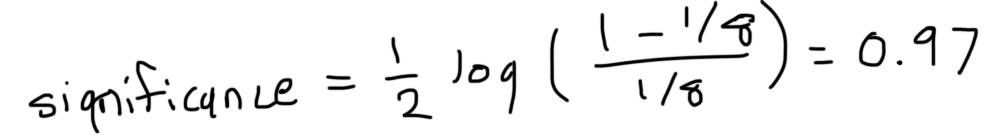 significance = 1/2 log ( (1 - 1/8) / (1/8) ) = 0.97